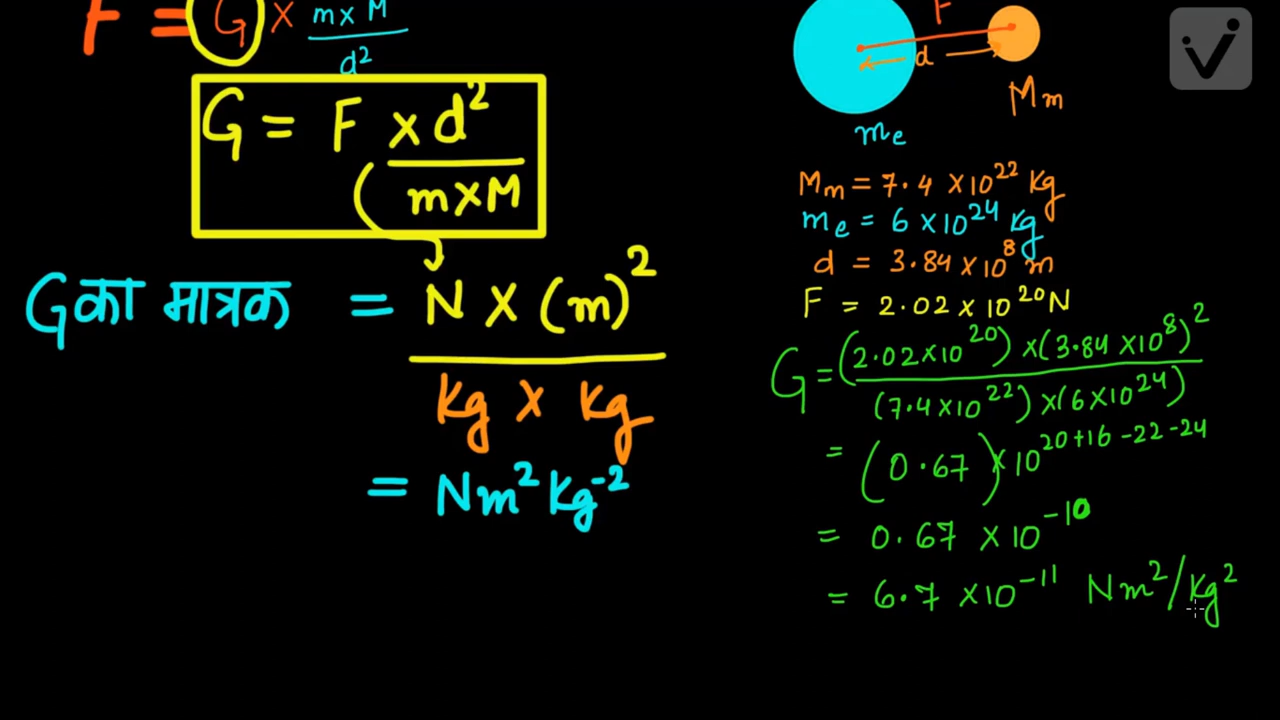 F = G × m × M / d²
G = F × d² / (m × M
G का मात्रक = N × (m)² / Kg × Kg
= Nm² Kg⁻²
F
d
Mm
me
Mm = 7.4 × 10²² Kg
me = 6 × 10²⁴ Kg
d = 3.84 × 10⁸ m
F = 2.02 × 10²⁰ N
G = (2.02 × 10²⁰) × (3.84 × 10⁸)² / (7.4 × 10²²) × (6 × 10²⁴)
= (0.67) × 10²⁰⁺¹⁶⁻²²⁻²⁴
= 0.67 × 10⁻¹⁰
= 6.7 × 10⁻¹¹ Nm²/Kg²